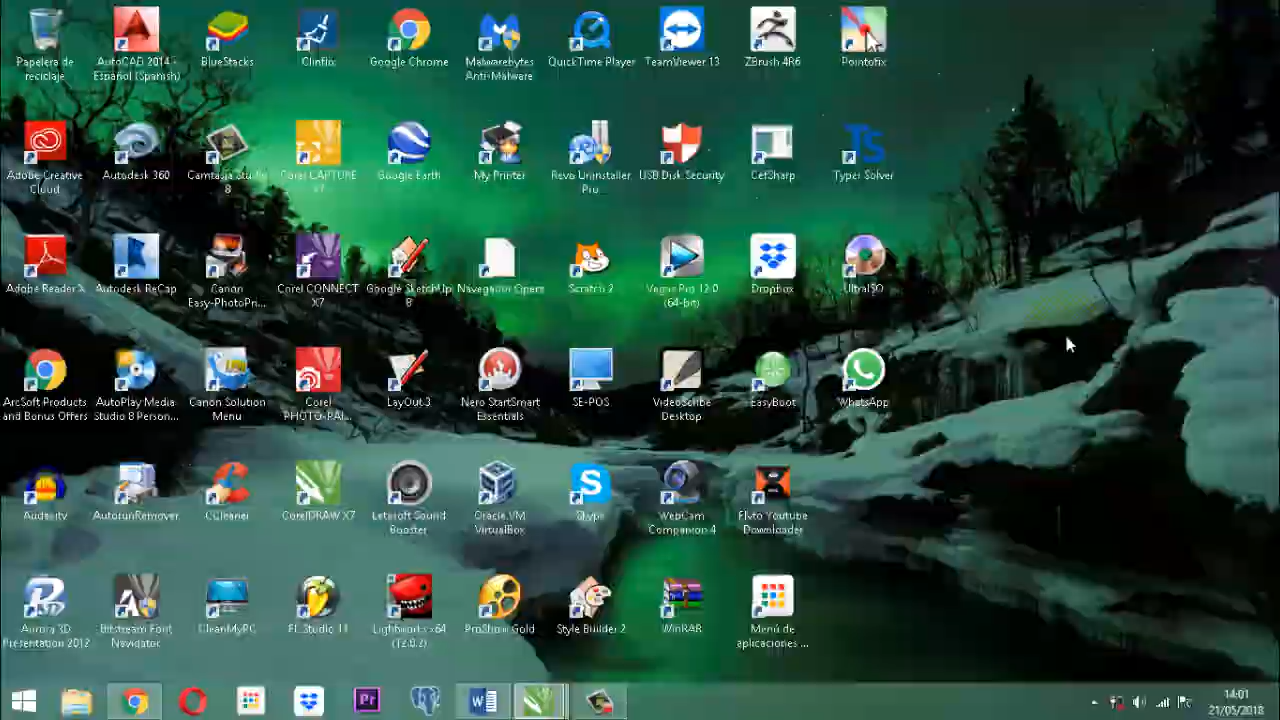 Papelera de reciclaje
AutoCAD 2014 - Español (Spanish)
BlueStacks
Clinfix
Google Chrome
Malwarebytes Anti-Malware
QuickTime Player
TeamViewer 13
ZBrush 4R6
Pointofix
Adobe Creative Cloud
Autodesk 360
Camtasia Studio 8
Corel CAPTURE X7
Google Earth
My Printer
Revo Uninstaller Pro...
USB Disk Security
CefSharp
Ts
Typer Solver
Adobe Reader X
Autodesk ReCap
Canon Easy-PhotoPri...
Corel CONNECT X7
Google SketchUp 8
Navegador Opera
Scratch 2
Vegas Pro 12.0 (64-bit)
Dropbox
UltraISO
ArcSoft Products and Bonus Offers
AutoPlay Media Studio 8 Person...
Canon Solution Menu
Corel PHOTO-PAI...
LayOut 3
Nero StartSmart Essentials
SE-POS
VideoScribe Desktop
EasyBoot
WhatsApp
Audacity
AutorunRemover
CCleaner
CorelDRAW X7
Letasoft Sound Booster
Oracle VM VirtualBox
Skype
WebCam Companion 4
Flvto Youtube Downloader
Aurora 3D Presentation 2012
Bitstream Font Navigator
CleanMyPC
FL Studio 11
Lightworks x64 (12.0.2)
ProShow Gold
Style Builder 2
WinRAR
Menú de aplicaciones ...
Pr
14:01
21/05/2018